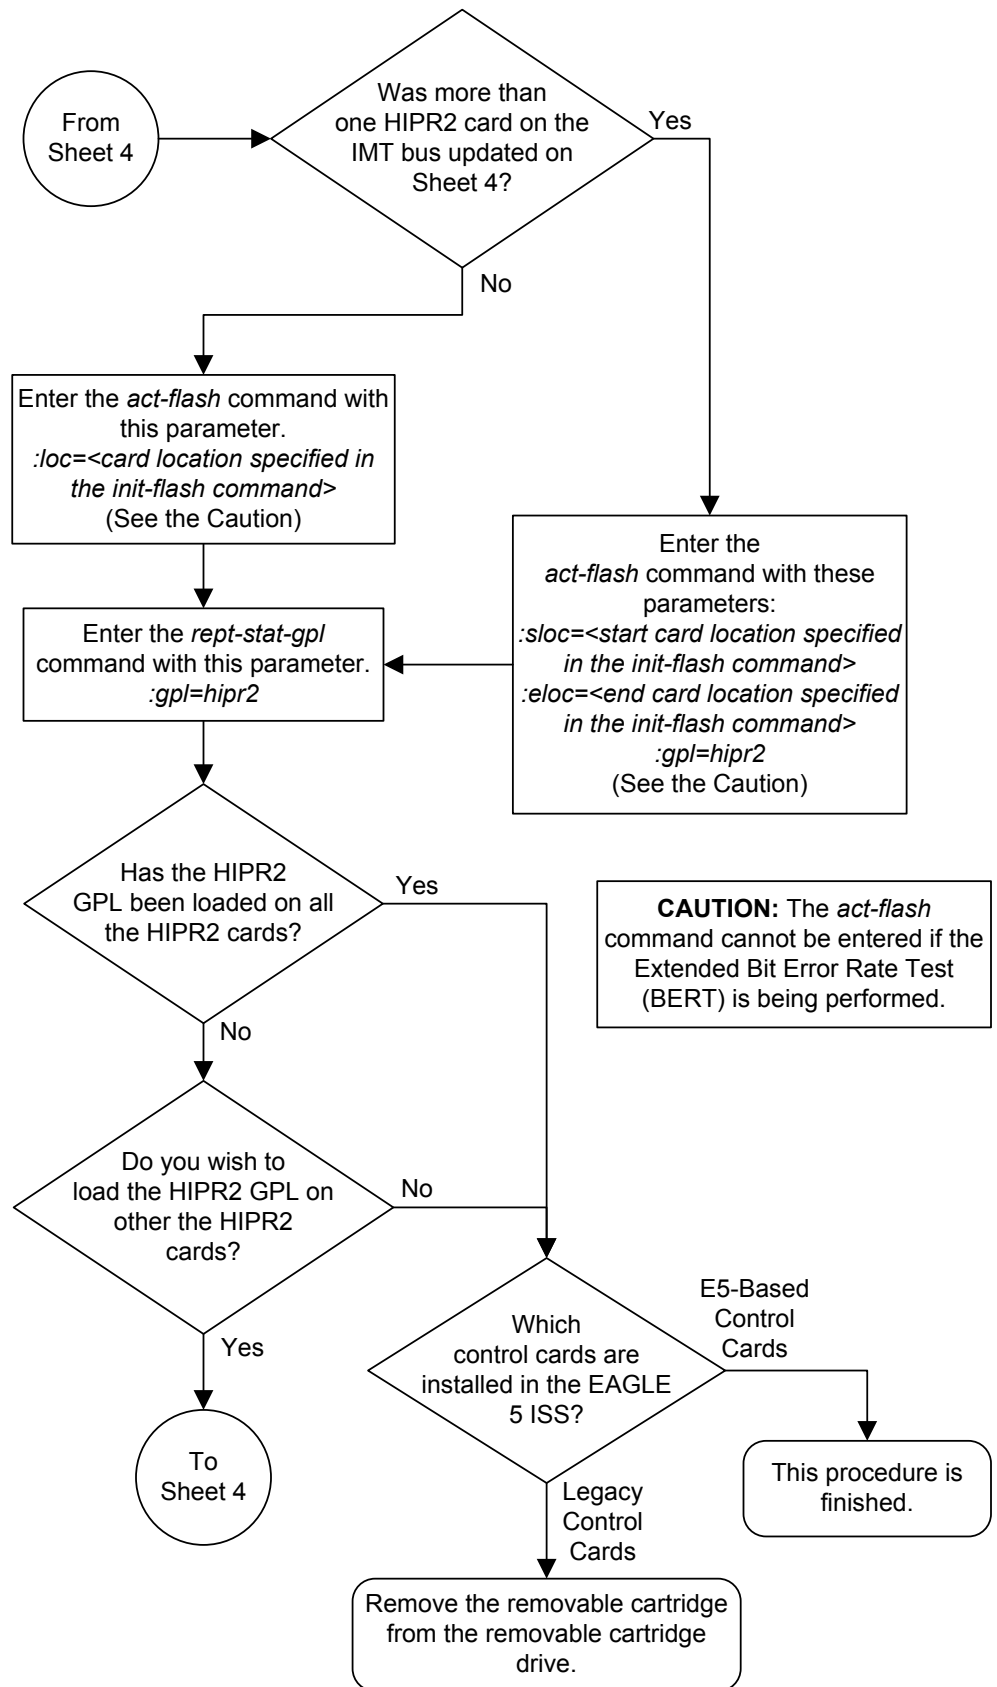 From
Sheet 4
Was more than
one HIPR2 card on the
IMT bus updated on
Sheet 4?
Yes
No
Enter the act-flash command with
this parameter.
:loc=<card location specified in
the init-flash command>
(See the Caution)
Enter the
act-flash command with these
parameters:
:sloc=<start card location specified
in the init-flash command>
:eloc=<end card location specified
in the init-flash command>
:gpl=hipr2
(See the Caution)
Enter the rept-stat-gpl
command with this parameter.
:gpl=hipr2
Has the HIPR2
GPL been loaded on all
the HIPR2 cards?
Yes
No
CAUTION: The act-flash
command cannot be entered if the
Extended Bit Error Rate Test
(BERT) is being performed.
Do you wish to
load the HIPR2 GPL on
other the HIPR2
cards?
No
Yes
To
Sheet 4
Which
control cards are
installed in the EAGLE
5 ISS?
E5-Based
Control
Cards
This procedure is
finished.
Legacy
Control
Cards
Remove the removable cartridge
from the removable cartridge
drive.